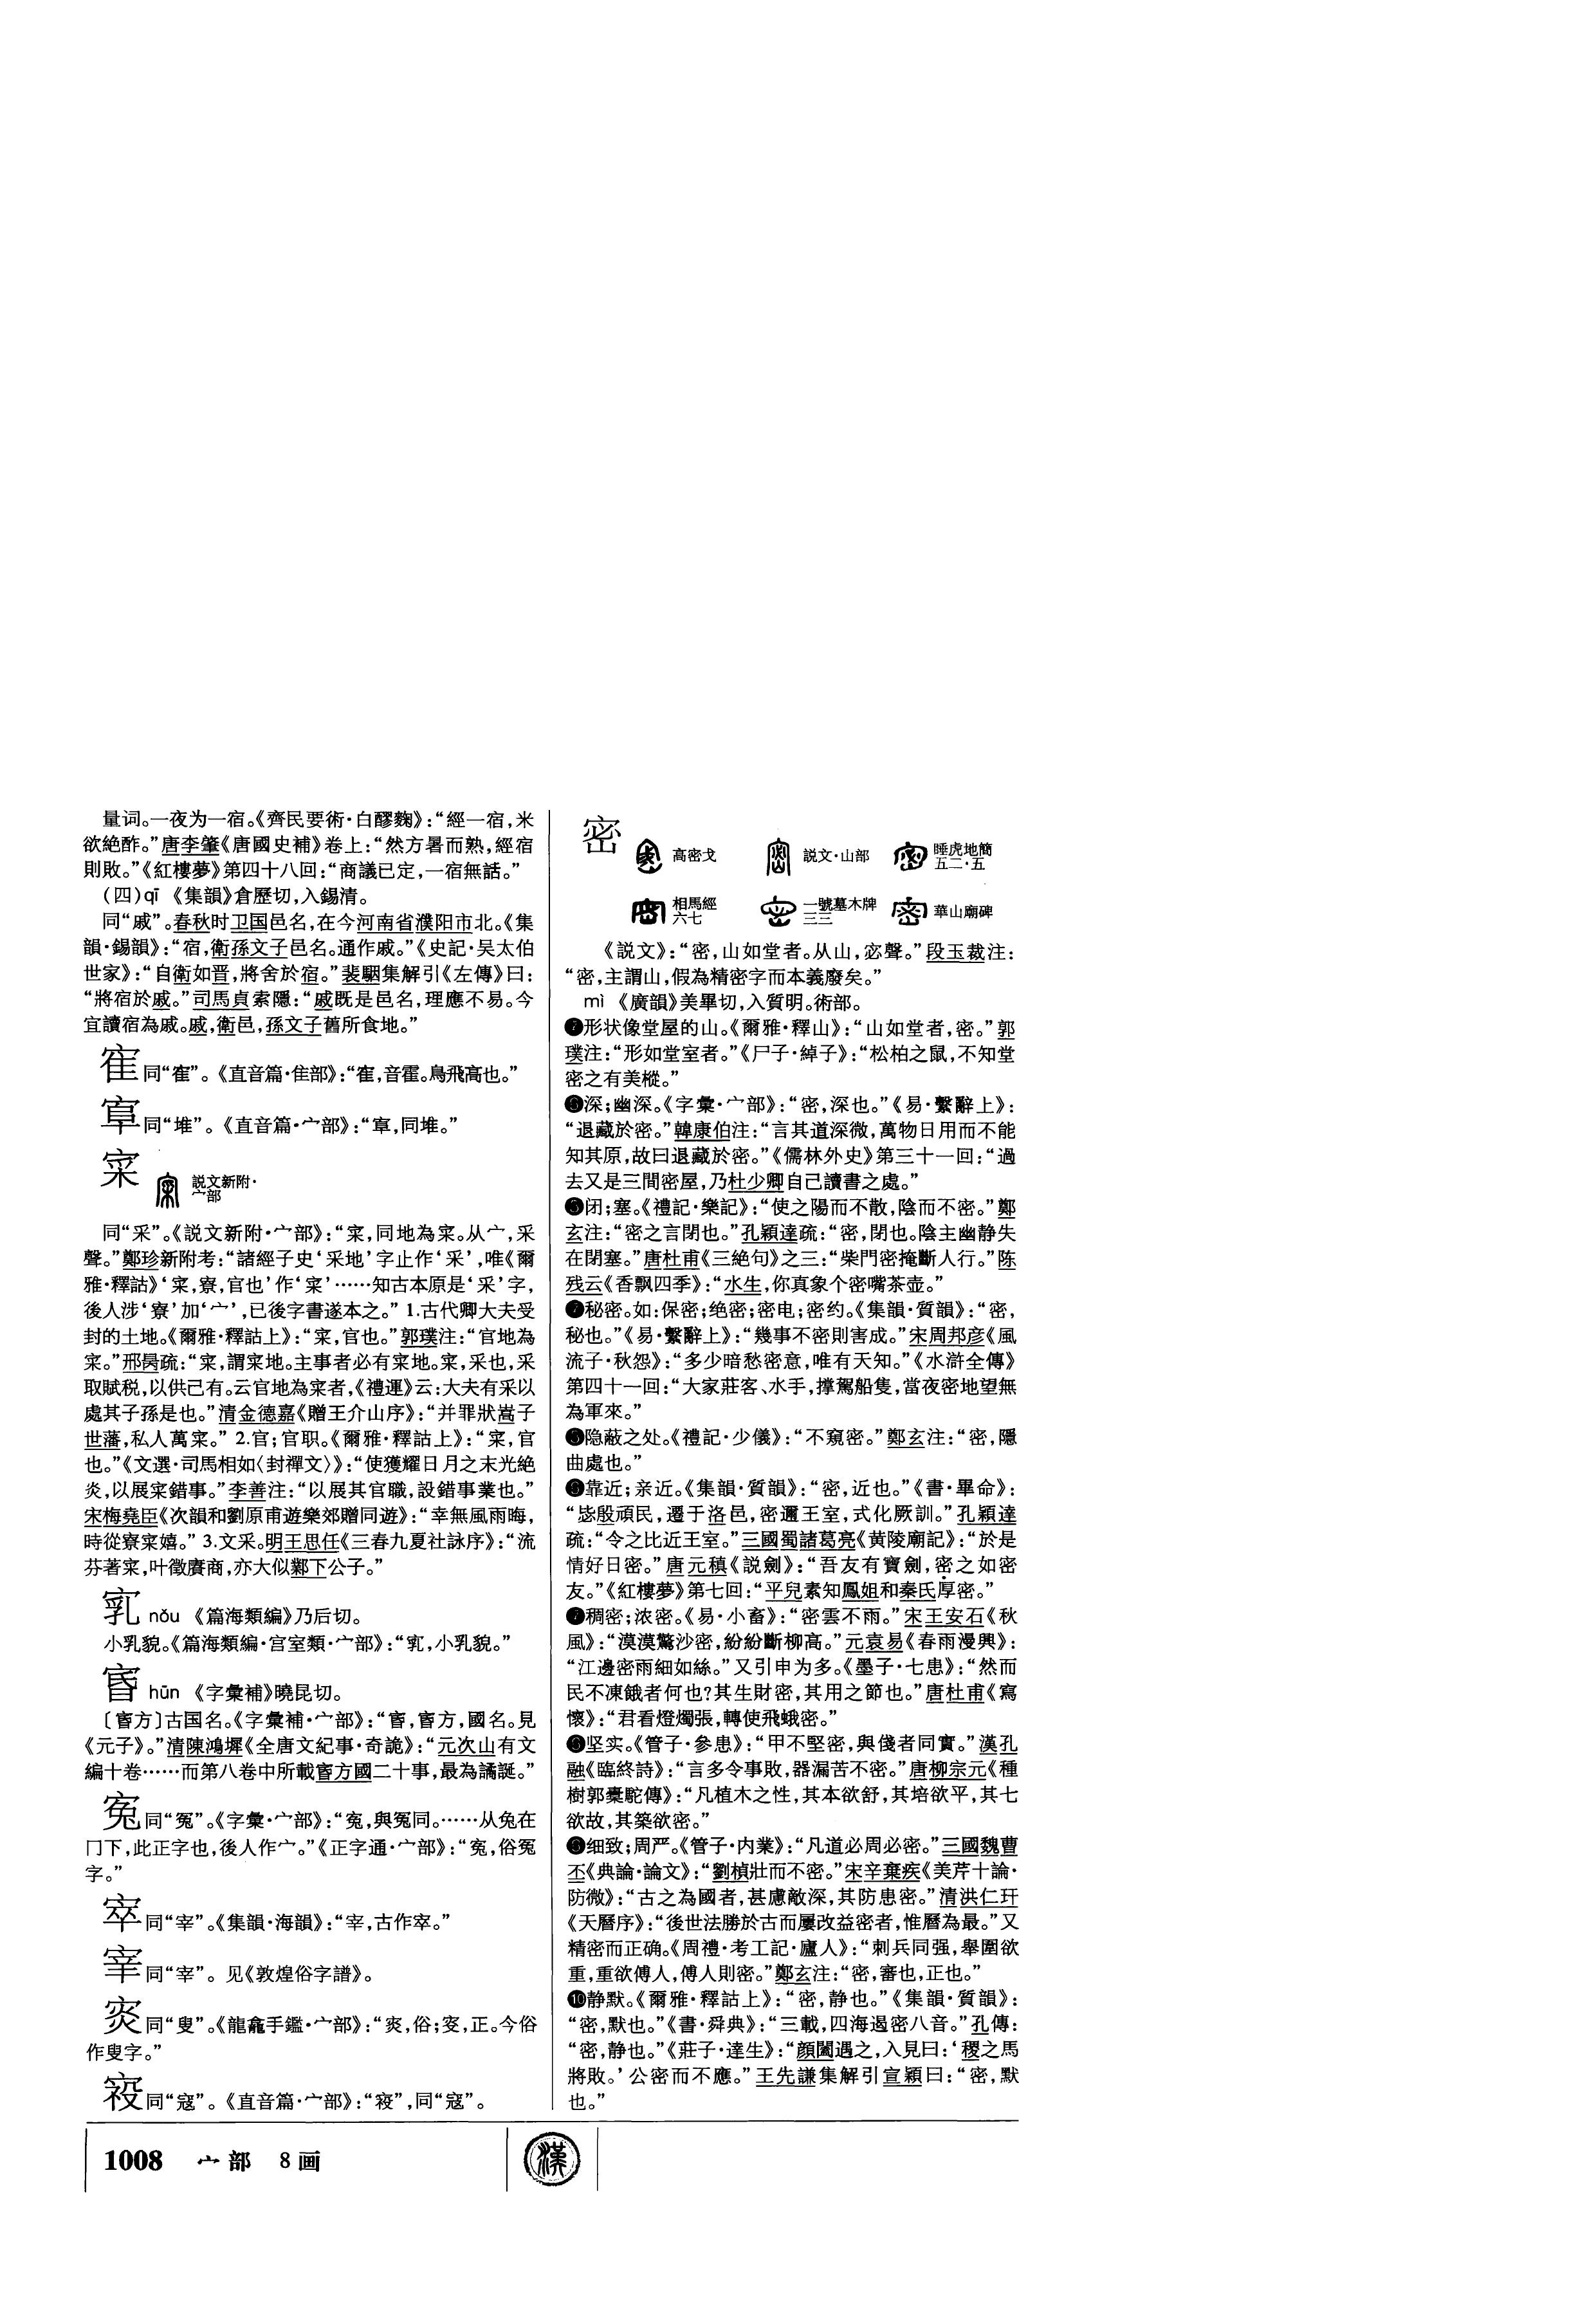 量词。一夜为一宿。《齊民要術·白醪麴》：“經一宿，米
欲絶酢。”唐李肇《唐國史補》卷上：“然方暑而熟，經宿
則敗。”《紅樓夢》第四十八回：“商議已定，一宿無話。”
(四)qī 《集韻》倉歷切，入錫清。
同“戚”。春秋时卫国邑名，在今河南省濮阳市北。《集
韻·錫韻》：“宿，衛孫文子邑名。通作戚。”《史記·吴太伯
世家》：“自衛如晋，將舍於宿。”裴駰集解引《左傳》曰：
“將宿於戚。”司馬貞索隱：“戚既是邑名，理應不易。今
宜讀宿為戚。戚，衛邑，孫文子舊所食地。”
寉同“隺”。《直音篇·隹部》：“寉，音霍。鳥飛高也。”
同“堆”。《直音篇·宀部》：“，同堆。”
寀
説文新附·
宀部
同“采”。《説文新附·宀部》：“寀，同地為寀。从宀，采
聲。”鄭珍新附考：“諸經子史‘采地’字止作‘采’，唯《爾
雅·釋詁》‘寀，寮，官也’作‘寀’……知古本原是‘采’字，
後人涉‘寮’加‘宀’，已後字書遂本之。”1.古代卿大夫受
封的土地。《爾雅·釋詁上》：“寀，官也。”郭璞注：“官地為
寀。”邢昺疏：“寀，謂寀地。主事者必有寀地。寀，采也，采
取賦税，以供己有。云官地為寀者，《禮運》云：大夫有采以
處其子孫是也。”清金德嘉《贈王介山序》：“并罪狀嵩子
世藩，私人萬寀。”2.官；官职。《爾雅·釋詁上》：“寀，官
也。”《文選·司馬相如〈封禪文〉》：“使獲耀日月之末光絶
炎，以展寀錯事。”李善注：“以展其官職，設錯事業也。”
宋梅堯臣《次韻和劉原甫遊樂郊贈同遊》：“幸無風雨晦，
時從寮寀嬉。”3.文采。明王思任《三春九夏社詠序》：“流
芬著寀，叶徵賡商，亦大似鄴下公子。”
nǒu 《篇海類編》乃后切。
小乳貌。《篇海類編·宫室類·宀部》：“，小乳貌。”
hūn 《字彙補》曉昆切。
〔方〕古国名。《字彙補·宀部》：“，方，國名。見
《元子》。”清陳鴻墀《全唐文紀事·奇詭》：“元次山有文
編十卷……而第八卷中所載方國二十事，最為譎誕。”
寃同“冤”。《字彙·宀部》：“寃，與冤同。……从兔在
冂下，此正字也，後人作宀。”《正字通·宀部》：“寃，俗冤
字。”
同“宰”。《集韻·海韻》：“宰，古作。”
同“宰”。见《敦煌俗字譜》。
同“叟”。《龍龕手鑑·宀部》：“，俗；，正。今俗
作叟字。”
同“寇”。《直音篇·宀部》：“”，同“寇”。
密
高密戈
説文·山部
睡虎地簡
五二·五
相馬經
六七
一號墓木牌
三三
華山廟碑
《説文》：“密，山如堂者。从山，宓聲。”段玉裁注：
“密，主謂山，假為精密字而本義廢矣。”
mì 《廣韻》美畢切，入質明。術部。
形状像堂屋的山。《爾雅·釋山》：“山如堂者，密。”郭
璞注：“形如堂室者。”《尸子·綽子》：“松柏之鼠，不知堂
密之有美樅。”
深；幽深。《字彙·宀部》：“密，深也。”《易·繫辭上》：
“退藏於密。”韓康伯注：“言其道深微，萬物日用而不能
知其原，故曰退藏於密。”《儒林外史》第三十一回：“過
去又是三間密屋，乃杜少卿自己讀書之處。”
闭；塞。《禮記·樂記》：“使之陽而不散，陰而不密。”鄭
玄注：“密之言閉也。”孔穎達疏：“密，閉也。陰主幽静失
在閉塞。”唐杜甫《三絶句》之三：“柴門密掩斷人行。”陈
残云《香飘四季》：“水生，你真象个密嘴茶壶。”
秘密。如：保密；绝密；密电；密约。《集韻·質韻》：“密，
秘也。”《易·繫辭上》：“幾事不密則害成。”宋周邦彦《風
流子·秋怨》：“多少暗愁密意，唯有天知。”《水滸全傳》
第四十一回：“大家莊客、水手，撑駕船隻，當夜密地望無
為軍來。”
隐蔽之处。《禮記·少儀》：“不窺密。”鄭玄注：“密，隱
曲處也。”
靠近；亲近。《集韻·質韻》：“密，近也。”《書·畢命》：
“毖殷頑民，遷于洛邑，密邇王室，式化厥訓。”孔穎達
疏：“令之比近王室。”三國蜀諸葛亮《黄陵廟記》：“於是
情好日密。”唐元稹《説劍》：“吾友有寶劍，密之如密
友。”《紅樓夢》第七回：“平兒素知鳳姐和秦氏厚密。”
稠密；浓密。《易·小畜》：“密雲不雨。”宋王安石《秋
風》：“漠漠驚沙密，紛紛斷柳高。”元袁易《春雨漫興》：
“江邊密雨細如絲。”又引申为多。《墨子·七患》：“然而
民不凍餓者何也？其生財密，其用之節也。”唐杜甫《寫
懷》：“君看燈燭張，轉使飛蛾密。”
坚实。《管子·參患》：“甲不堅密，與俴者同實。”漢孔
融《臨終詩》：“言多令事敗，器漏苦不密。”唐柳宗元《種
樹郭橐駝傳》：“凡植木之性，其本欲舒，其培欲平，其七
欲故，其築欲密。”
细致；周严。《管子·内業》：“凡道必周必密。”三國魏曹
丕《典論·論文》：“劉楨壯而不密。”宋辛棄疾《美芹十論·
防微》：“古之為國者，甚慮敵深，其防患密。”清洪仁玕
《天曆序》：“後世法勝於古而屢改益密者，惟曆為最。”又
精密而正确。《周禮·考工記·廬人》：“刺兵同强，舉圍欲
重，重欲傅人，傅人則密。”鄭玄注：“密，審也，正也。”
❿静默。《爾雅·釋詁上》：“密，静也。”《集韻·質韻》：
“密，默也。”《書·舜典》：“三載，四海遏密八音。”孔傳：
“密，静也。”《莊子·達生》：“顔闔遇之，入見曰：‘稷之馬
將敗。’公密而不應。”王先謙集解引宣穎曰：“密，默
也。”
1008 宀部 8画
漢